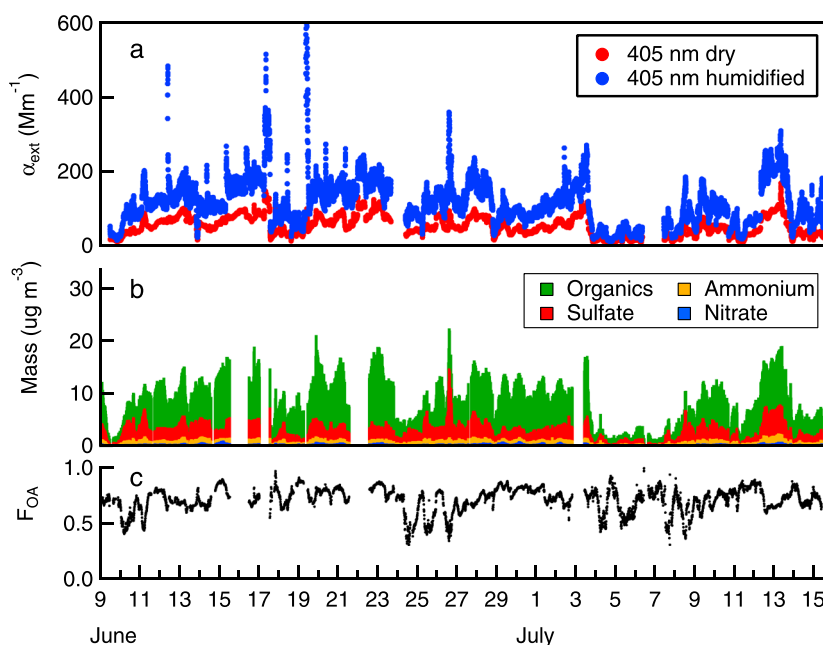 a
600
400
200
0
α_ext (Mm⁻¹)
405 nm dry
405 nm humidified
b
30
20
10
0
Mass (ug m⁻³)
Organics
Ammonium
Sulfate
Nitrate
c
1.0
0.5
0.0
F_OA
9 11 13 15 17 19 21 23 25 27 29 1 3 5 7 9 11 13 15
June July